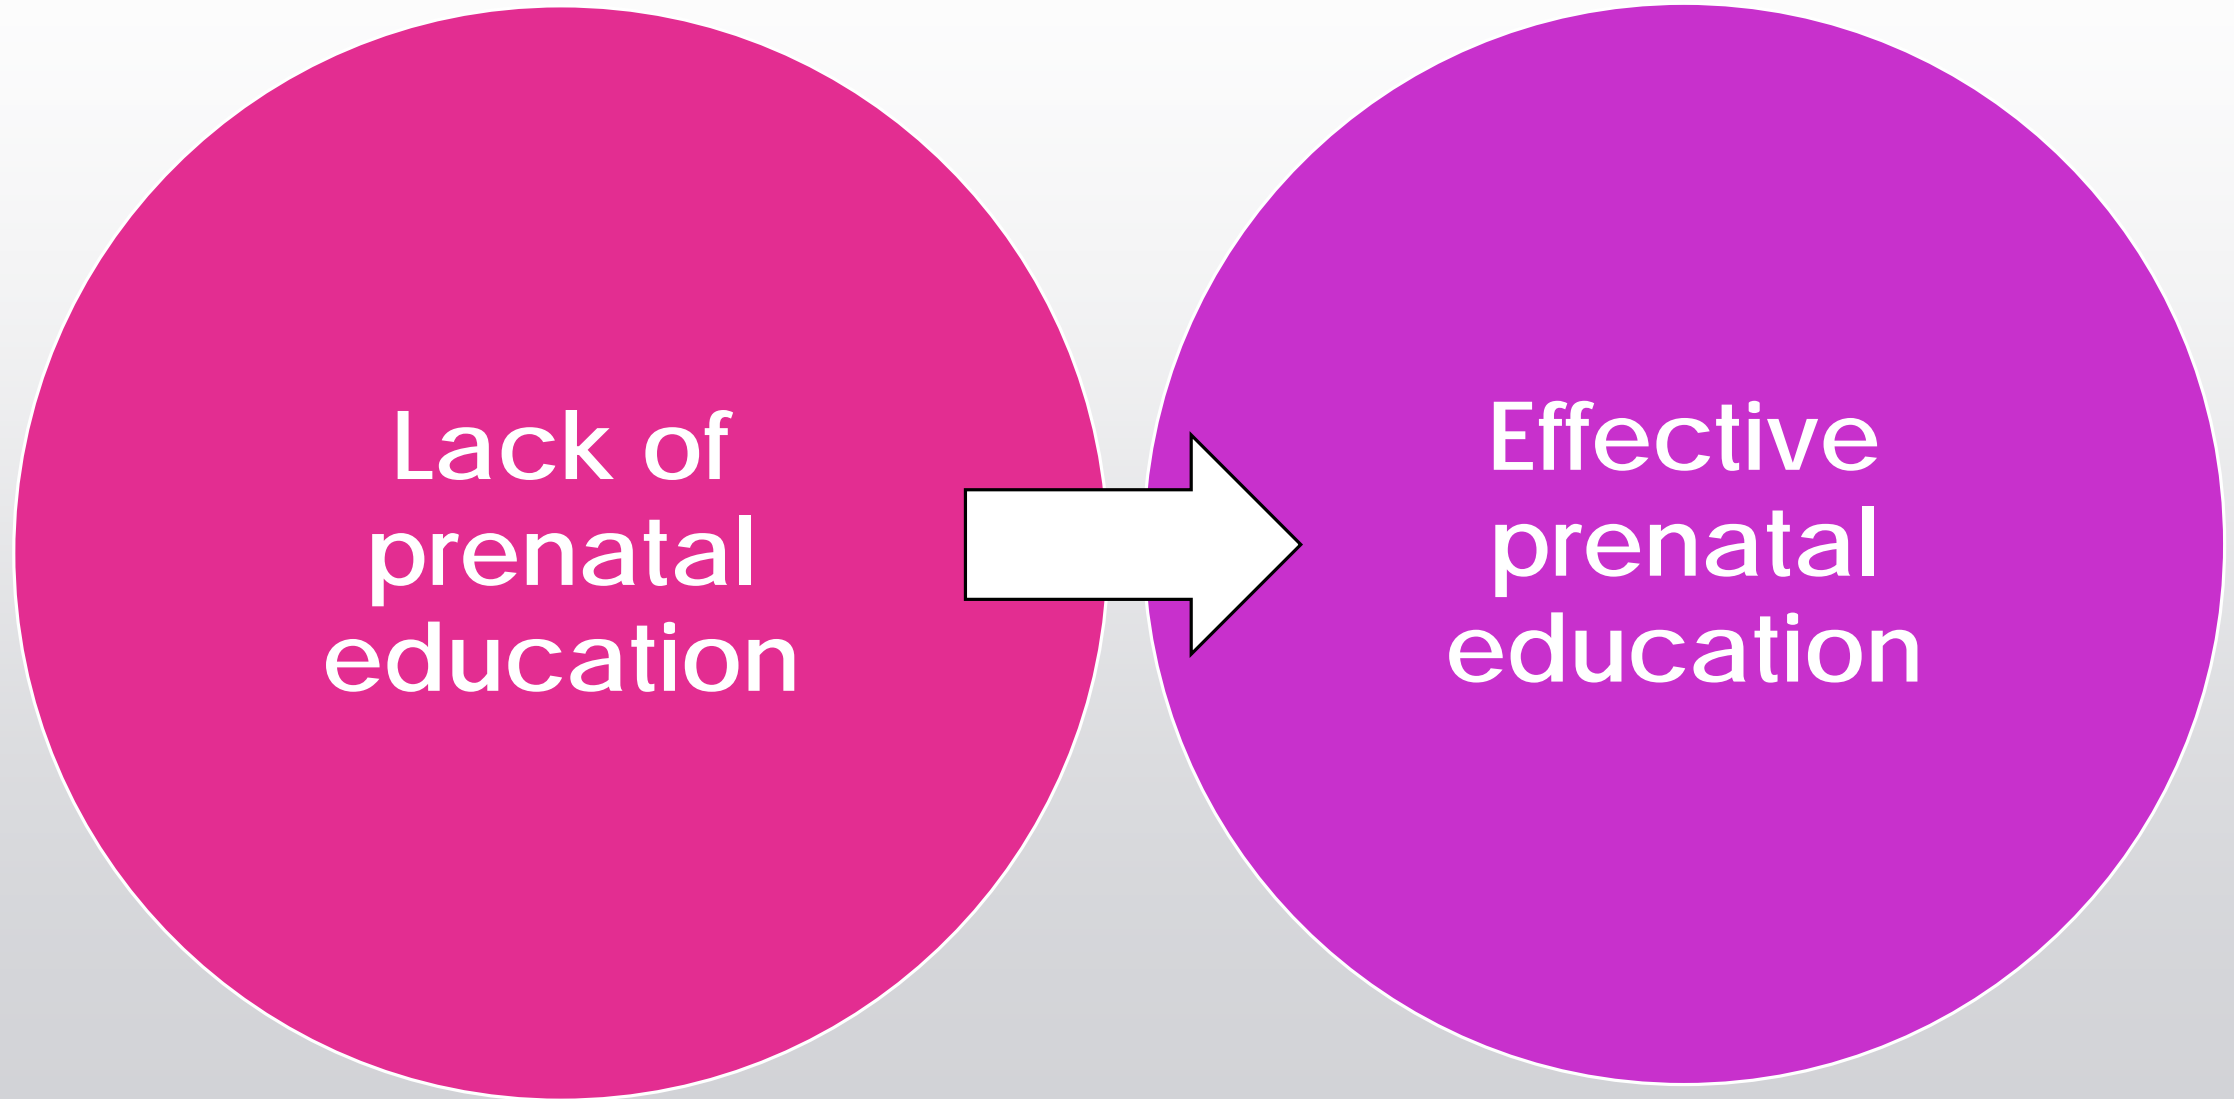 Lack of
prenatal
education
Effective
prenatal
education